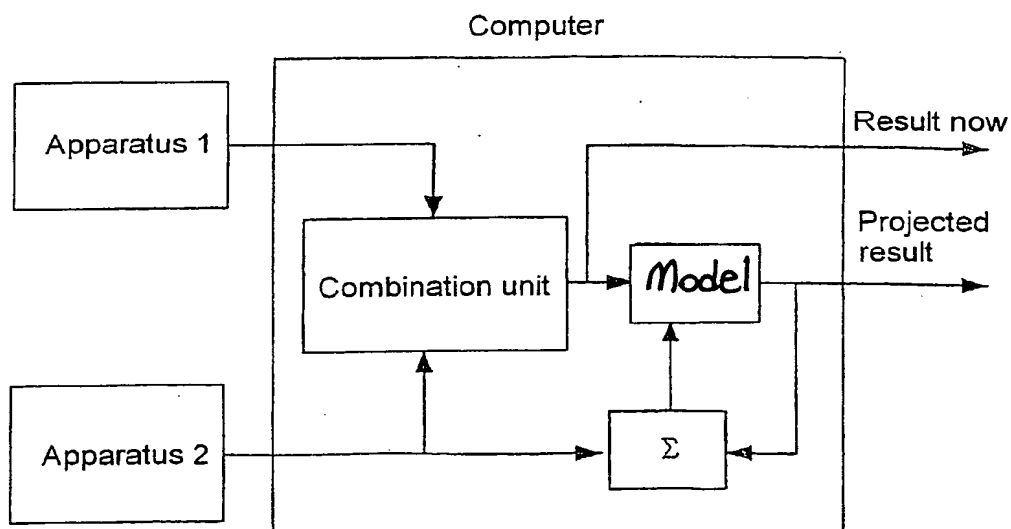 Computer
Apparatus 1
Result now
Projected
result
Combination unit
Model
Apparatus 2
Σ